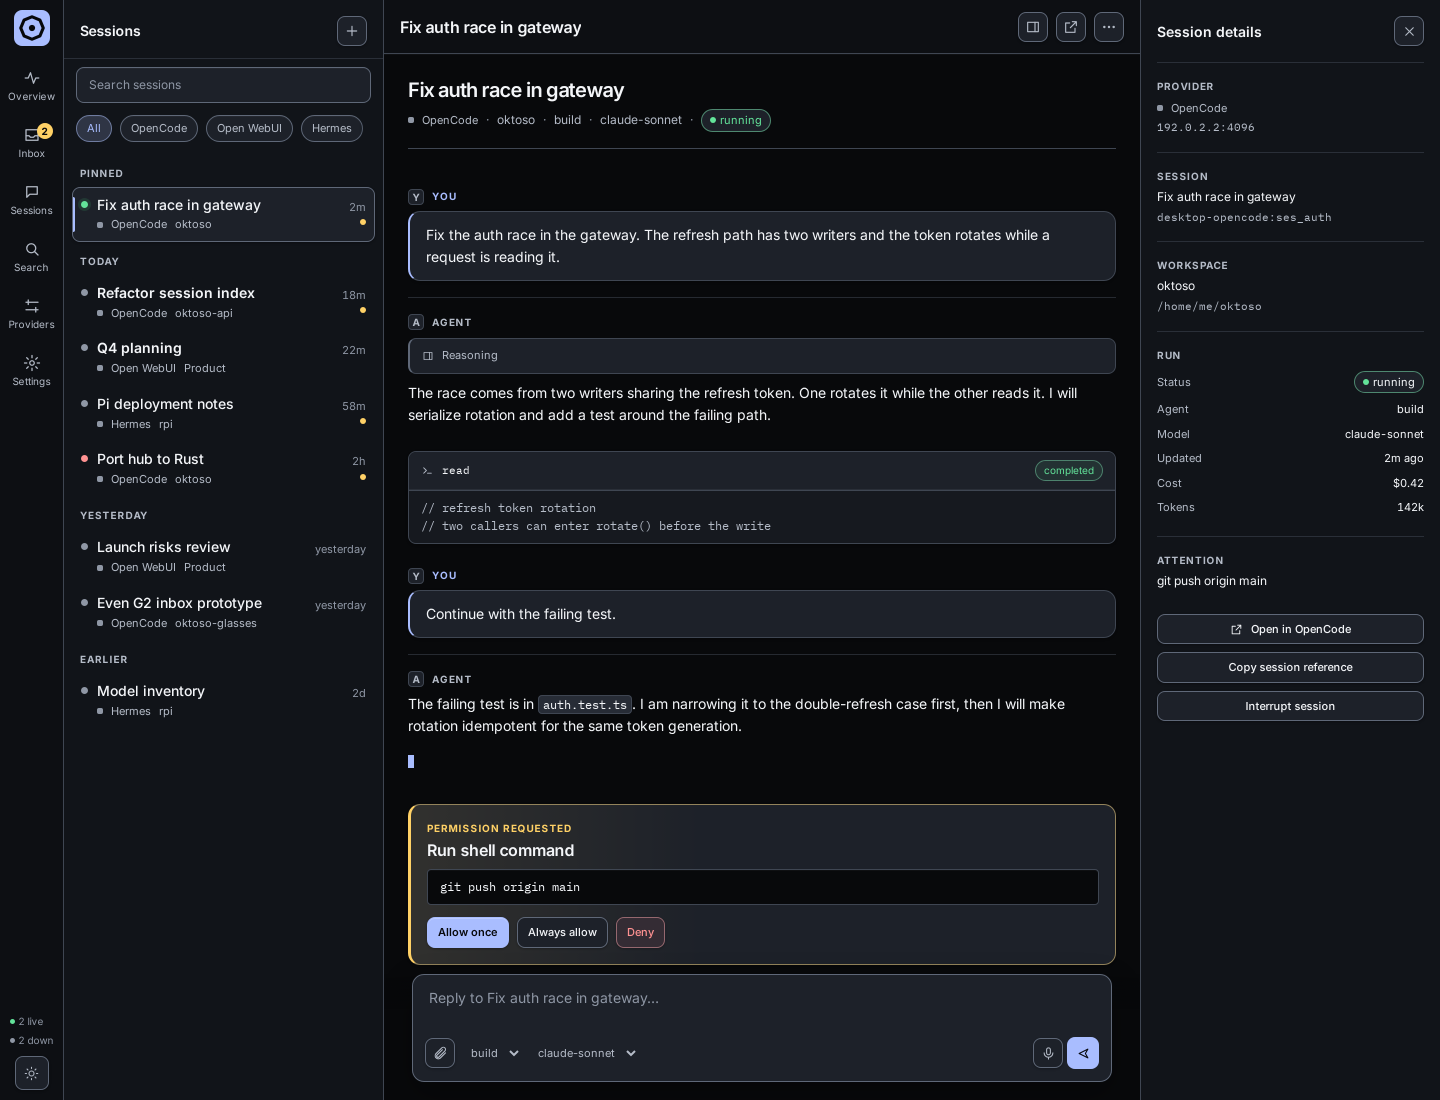 Overview
2
Inbox
Sessions
Search
Providers
Settings
2 live
2 down
Sessions
Search sessions
All
OpenCode
Open WebUI
Hermes
PINNED
Fix auth race in gateway
2m
OpenCode oktoso
TODAY
Refactor session index
18m
OpenCode oktoso-api
Q4 planning
22m
Open WebUI Product
Pi deployment notes
58m
Hermes rpi
Port hub to Rust
2h
OpenCode oktoso
YESTERDAY
Launch risks review
yesterday
Open WebUI Product
Even G2 inbox prototype
yesterday
OpenCode oktoso-glasses
EARLIER
Model inventory
2d
Hermes rpi
Fix auth race in gateway
Fix auth race in gateway
OpenCode · oktoso · build · claude-sonnet · running
Y YOU
Fix the auth race in the gateway. The refresh path has two writers and the token rotates while a
request is reading it.
A AGENT
Reasoning
The race comes from two writers sharing the refresh token. One rotates it while the other reads it. I will
serialize rotation and add a test around the failing path.
read
completed
// refresh token rotation
// two callers can enter rotate() before the write
Y YOU
Continue with the failing test.
A AGENT
The failing test is in auth.test.ts. I am narrowing it to the double-refresh case first, then I will make
rotation idempotent for the same token generation.
PERMISSION REQUESTED
Run shell command
git push origin main
Allow once
Always allow
Deny
Reply to Fix auth race in gateway...
build
claude-sonnet
Session details
PROVIDER
OpenCode
192.0.2.2:4096
SESSION
Fix auth race in gateway
desktop-opencode:ses_auth
WORKSPACE
oktoso
/home/me/oktoso
RUN
Status running
Agent build
Model claude-sonnet
Updated 2m ago
Cost $0.42
Tokens 142k
ATTENTION
git push origin main
Open in OpenCode
Copy session reference
Interrupt session